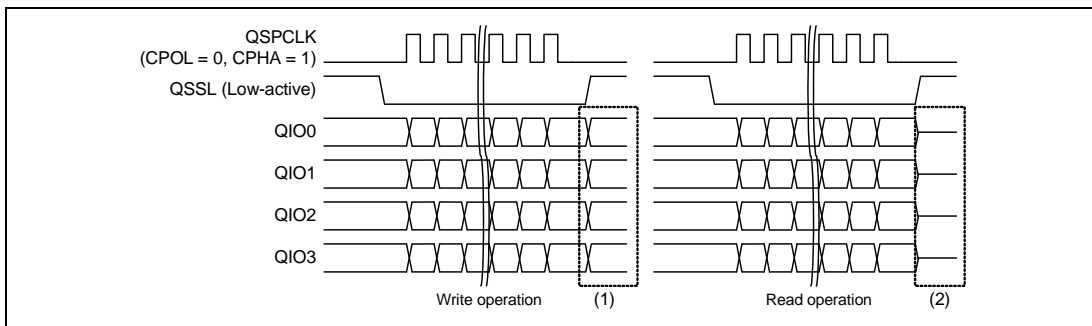 QSPCLK
(CPOL = 0, CPHA = 1)
QSSL (Low-active)
QIO0
QIO1
QIO2
QIO3
Write operation (1) Read operation (2)